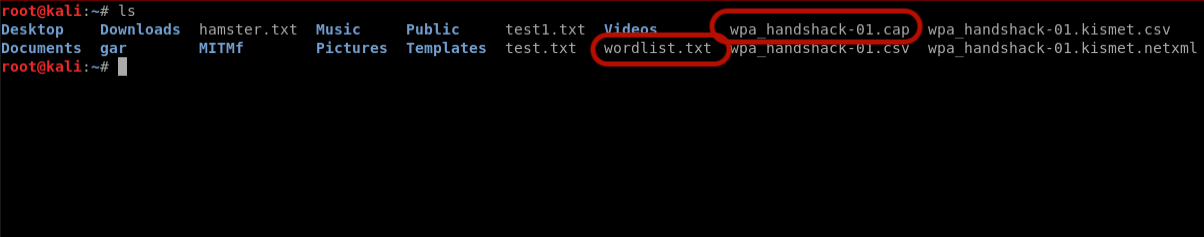 root@kali:~# ls
Desktop Downloads hamster.txt Music Public test1.txt Videos wpa_handshack-01.cap wpa_handshack-01.kismet.csv
Documents gar MITMf Pictures Templates test.txt wordlist.txt wpa_handshack-01.csv wpa_handshack-01.kismet.netxml
root@kali:~#